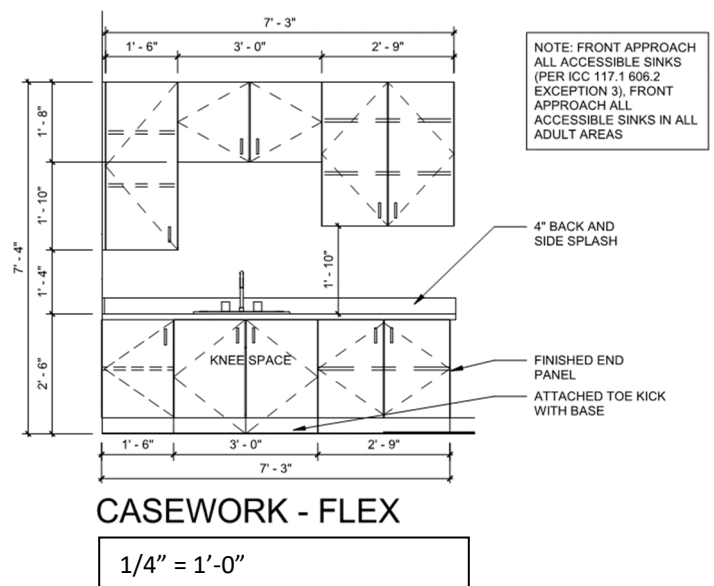 7' - 3"
1' - 6" 3' - 0" 2' - 9"
NOTE: FRONT APPROACH
ALL ACCESSIBLE SINKS
(PER ICC 117.1 606.2
EXCEPTION 3), FRONT
APPROACH ALL
ACCESSIBLE SINKS IN ALL
ADULT AREAS
1' - 8"
1' - 10"
7' - 4"
1' - 4"
1' - 10"
4" BACK AND
SIDE SPLASH
2' - 6"
KNEE SPACE
FINISHED END
PANEL
ATTACHED TOE KICK
WITH BASE
1' - 6" 3' - 0" 2' - 9"
7' - 3"
CASEWORK - FLEX
1/4” = 1’-0”